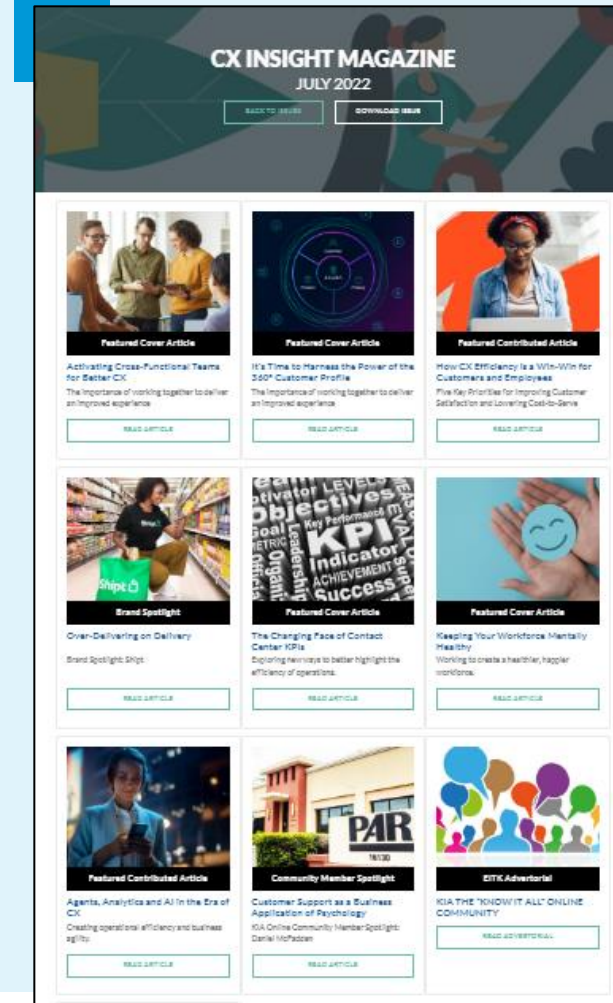 CX INSIGHT MAGAZINE
JULY 2022
BACK TO ISSUES
DOWNLOAD ISSUE
Featured Cover Article
Featured Cover Article
Featured Contributed Article
Activating Cross-Functional Teams
for Better CX
The importance of working together to deliver
an improved experience
READ ARTICLE
It's Time to Harness the Power of the
360° Customer Profile
The importance of working together to deliver
an improved experience
READ ARTICLE
How CX Efficiency is a Win-Win for
Customers and Employees
Five Key Priorities for Improving Customer
Satisfaction and Lowering Cost-to-Serve
READ ARTICLE
Shipt
Brand Spotlight
Over-Delivering on Delivery
Brand Spotlight: Shipt
READ ARTICLE
LEVELS
Objectives
Goal
Key Performance
METRIC
KPI
Leadership
Indicator
ACHIEVEMENT
Success
Featured Cover Article
The Changing Face of Contact
Center KPIs
Exploring new ways to better highlight the
efficiency of operations.
READ ARTICLE
Featured Cover Article
Keeping Your Workforce Mentally
Healthy
Working to create a healthier, happier
workforce.
READ ARTICLE
Featured Contributed Article
Agents, Analytics and AI in the Era of
CX
Creating operational efficiency and business
agility.
READ ARTICLE
PAR
16130
Community Member Spotlight
Customer Support as a Business
Application of Psychology
KIA Online Community Member Spotlight:
Daniel McFadden
READ ARTICLE
EITK Advertorial
KIA THE "KNOW IT ALL" ONLINE
COMMUNITY
READ ADVERTORIAL